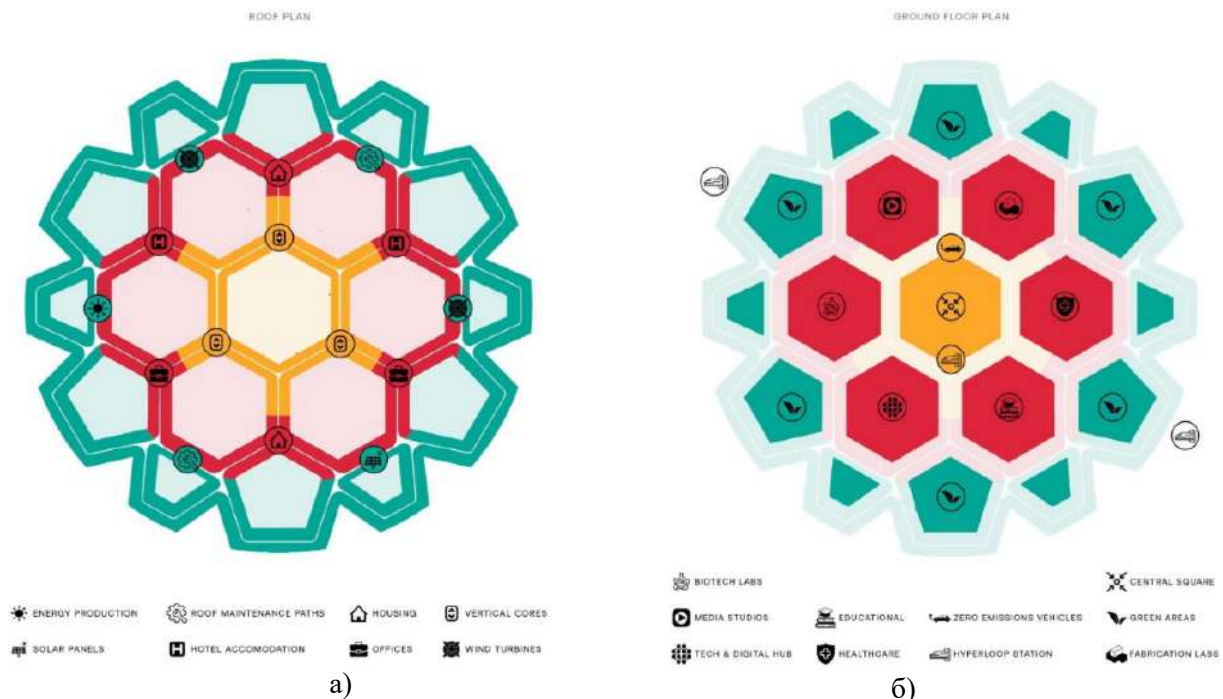 ROOF PLAN
GROUND FLOOR PLAN
ENERGY PRODUCTION
ROOF MAINTENANCE PATHS
HOUSING
VERTICAL CORES
SOLAR PANELS
HOTEL ACCOMODATION
OFFICES
WIND TURBINES
а)
BIOTECH LABS
CENTRAL SQUARE
MEDIA STUDIOS
EDUCATIONAL
ZERO EMISSIONS VEHICLES
GREEN AREAS
TECH & DIGITAL HUB
HEALTHCARE
HYPERLOOP STATION
FABRICATION LABS
б)